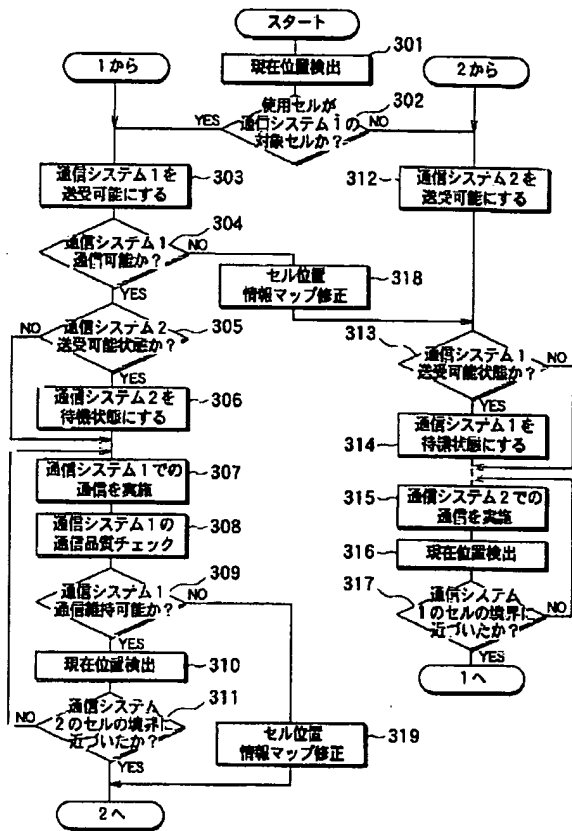 スタート
現在位置検出
301
1から
2から
使用セルが
通信システム1の
対象セルか?
302
YES
NO
通信システム1を
送受可能にする
303
312
通信システム2を
送受可能にする
通信システム1
通信可能か?
304
NO
YES
セル位置
情報マップ修正
318
通信システム2
送受可能状態か?
305
NO
YES
313
通信システム1
送受可能状態か?
NO
YES
通信システム2を
待機状態にする
306
314
通信システム1を
待機状態にする
通信システム1での
通信を実施
307
315
通信システム2での
通信を実施
通信システム1の
通信品質チェック
308
316
現在位置検出
通信システム1
通信維持可能か?
309
NO
YES
317
通信システム
1のセルの境界に
近づいたか?
NO
YES
1へ
現在位置検出
310
通信システム
2のセルの境界に
近づいたか?
311
NO
YES
セル位置
情報マップ修正
319
2へ